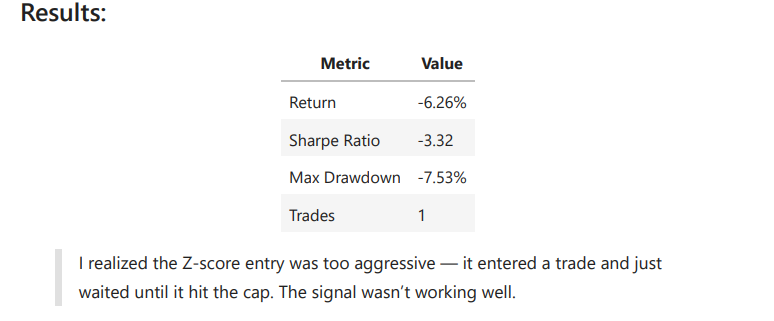 Results:
Metric Value
Return -6.26%
Sharpe Ratio -3.32
Max Drawdown -7.53%
Trades 1
I realized the Z-score entry was too aggressive — it entered a trade and just
waited until it hit the cap. The signal wasn’t working well.